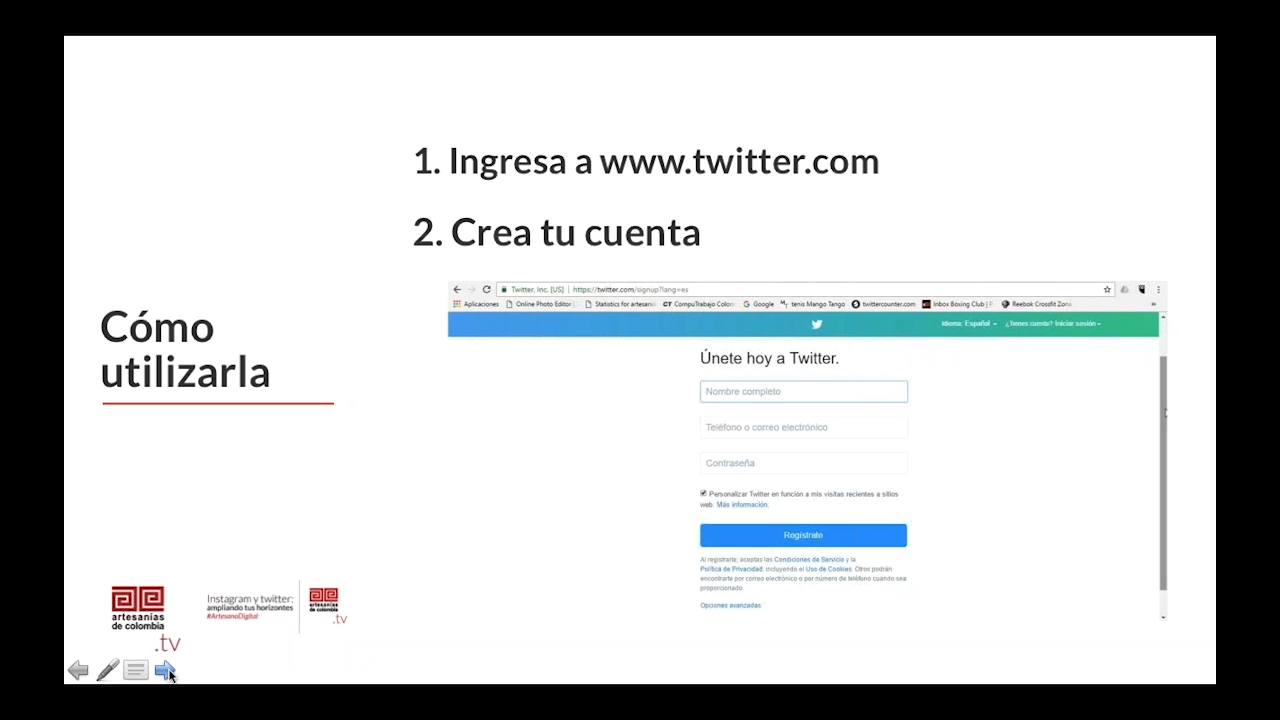 1. Ingresa a www.twitter.com
2. Crea tu cuenta
Cómo
utilizarla
Twitter, Inc. [US] | https://twitter.com/signup?lang=es
Aplicaciones Online Photo Editor | Statistics for artesaní CT CompuTrabajo Colom G Google tenis Mango Tango twittercounter.com Inbox Boxing Club | P Reebok Crossfit Zona »
Idioma: Español ¿Tienes cuenta? Iniciar sesión
Únete hoy a Twitter.
Nombre completo
Teléfono o correo electrónico
Contraseña
Personalizar Twitter en función a mis visitas recientes a sitios
web. Más información.
Regístrate
Al registrarte, aceptas las Condiciones de Servicio y la
Política de Privacidad, incluyendo el Uso de Cookies. Otros podrán
encontrarte por correo electrónico o por número de teléfono cuando sea
proporcionado.
Opciones avanzadas
artesanías
de colombia
.tv
Instagram y twitter:
ampliando tus horizontes
#ArtesanoDigital
artesanías
de colombia
.tv